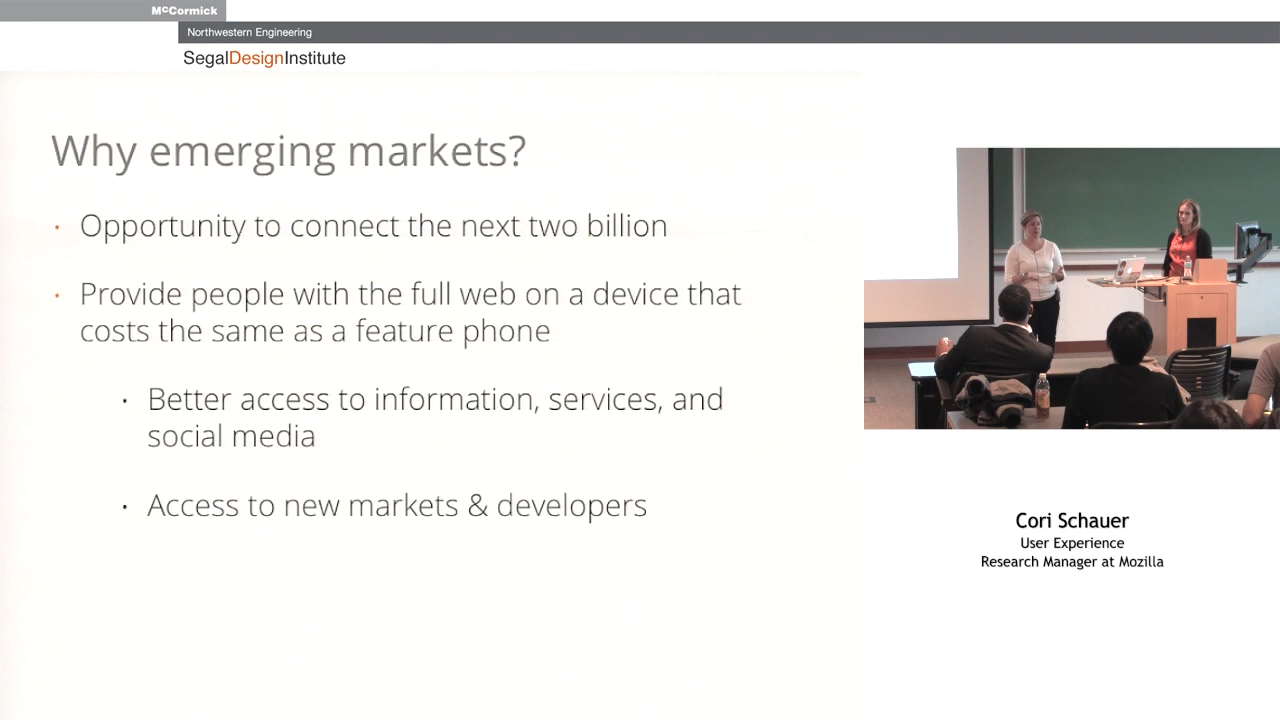 McCormick
Northwestern Engineering
SegalDesignInstitute
Why emerging markets?
· Opportunity to connect the next two billion
· Provide people with the full web on a device that
costs the same as a feature phone
· Better access to information, services, and
social media
· Access to new markets & developers
Cori Schauer
User Experience
Research Manager at Mozilla